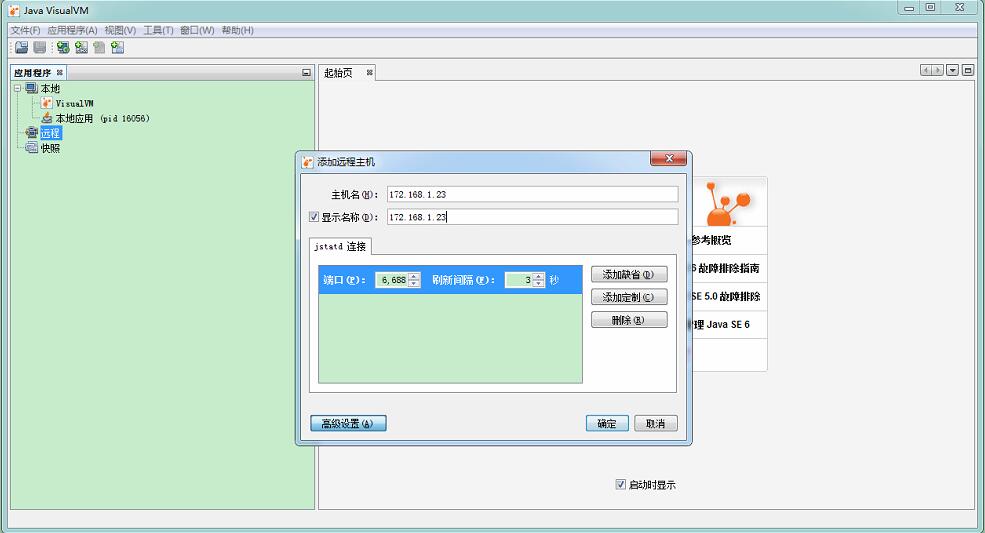 Java VisualVM
文件(F) 应用程序(A) 视图(V) 工具(T) 窗口(W) 帮助(H)
应用程序
起始页
本地
VisualVM
本地应用 (pid 16056)
远程
快照
添加远程主机
主机名(H): 172.168.1.23
显示名称(D): 172.168.1.23
jstatd 连接
端口(P): 6,688 刷新间隔(F): 3 秒
添加缺省(D)
添加定制(C)
删除(R)
高级设置(A)
确定
取消
参考概览
6 故障排除指南
SE 5.0 故障排除
理 Java SE 6
启动时显示